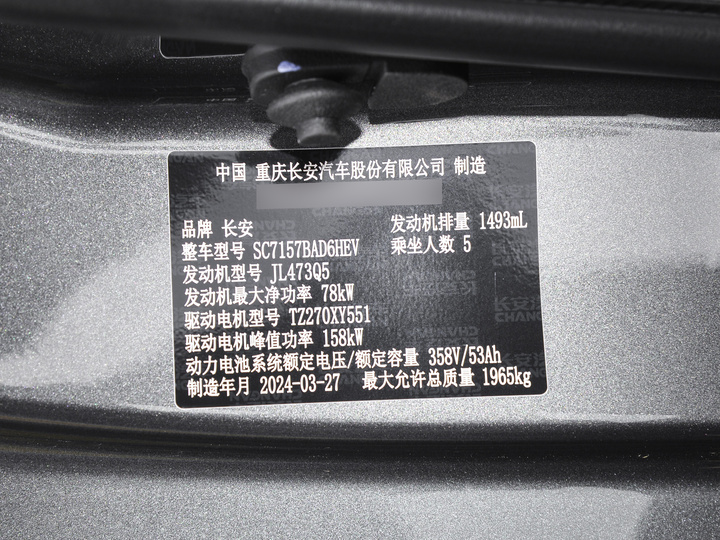 中国 重庆长安汽车股份有限公司 制造
品牌 长安 发动机排量 1493mL
整车型号 SC7157BAD6HEV 乘坐人数 5
发动机型号 JL473Q5
发动机最大净功率 78kW
驱动电机型号 TZ270XY551
驱动电机峰值功率 158kW
动力电池系统额定电压/额定容量 358V/53Ah
制造年月 2024-03-27 最大允许总质量 1965kg